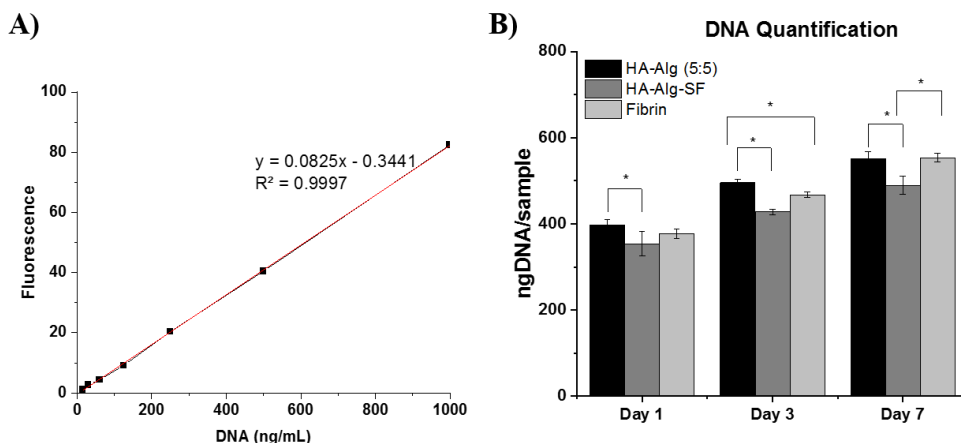 A)
100
80
60
40
20
0
Fluorescence
y = 0.0825x - 0.3441
R² = 0.9997
0
200
400
600
800
1000
DNA (ng/mL)
B)
DNA Quantification
800
600
400
200
0
ngDNA/sample
HA-Alg (5:5)
HA-Alg-SF
Fibrin
*
*
*
*
*
Day 1
Day 3
Day 7